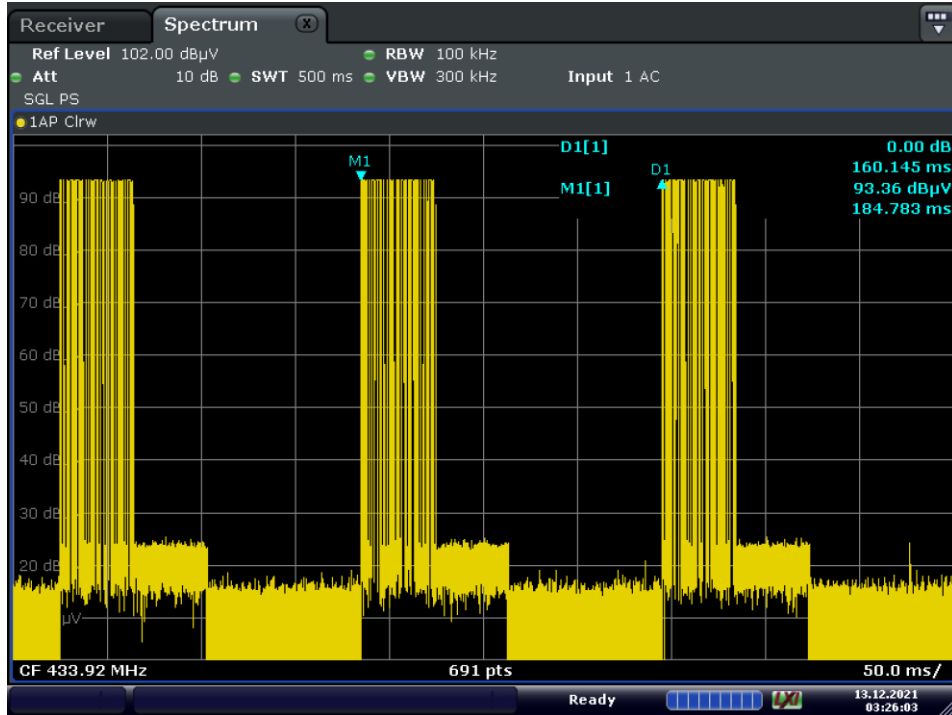 Receiver Spectrum X
Ref Level 102.00 dBµV RBW 100 kHz
Att 10 dB SWT 500 ms VBW 300 kHz Input 1 AC
SGL PS
1AP Clrw
D1[1] 0.00 dB
160.145 ms
M1[1] 93.36 dBµV
184.783 ms
M1
D1
90 dB
80 dB
70 dB
60 dB
50 dB
40 dB
30 dB
20 dB
µV
CF 433.92 MHz 691 pts 50.0 ms/
Ready LXI 13.12.2021
03:26:03